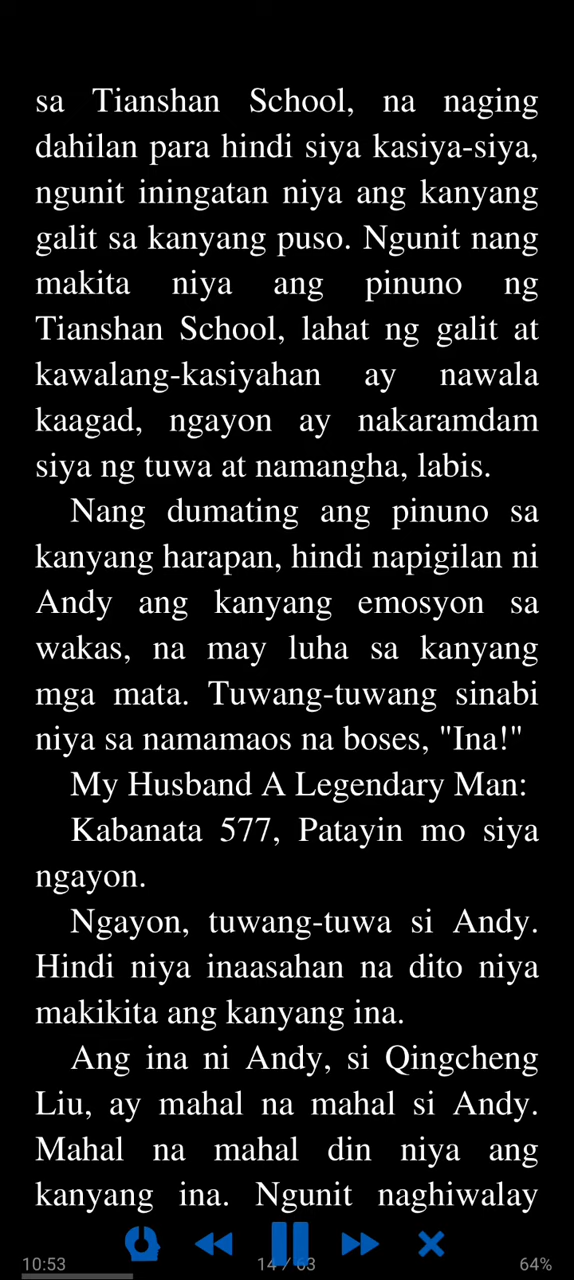 sa Tianshan School, na naging
dahilan para hindi siya kasiya-siya,
ngunit iningatan niya ang kanyang
galit sa kanyang puso. Ngunit nang
makita niya ang pinuno ng
Tianshan School, lahat ng galit at
kawalang-kasiyahan ay nawala
kaagad, ngayon ay nakaramdam
siya ng tuwa at namangha, labis.
Nang dumating ang pinuno sa
kanyang harapan, hindi napigilan ni
Andy ang kanyang emosyon sa
wakas, na may luha sa kanyang
mga mata. Tuwang-tuwang sinabi
niya sa namamaos na boses, "Ina!"
My Husband A Legendary Man:
Kabanata 577, Patayin mo siya
ngayon.
Ngayon, tuwang-tuwa si Andy.
Hindi niya inaasahan na dito niya
makikita ang kanyang ina.
Ang ina ni Andy, si Qingcheng
Liu, ay mahal na mahal si Andy.
Mahal na mahal din niya ang
kanyang ina. Ngunit naghiwalay
10:53 14 / 63 64%